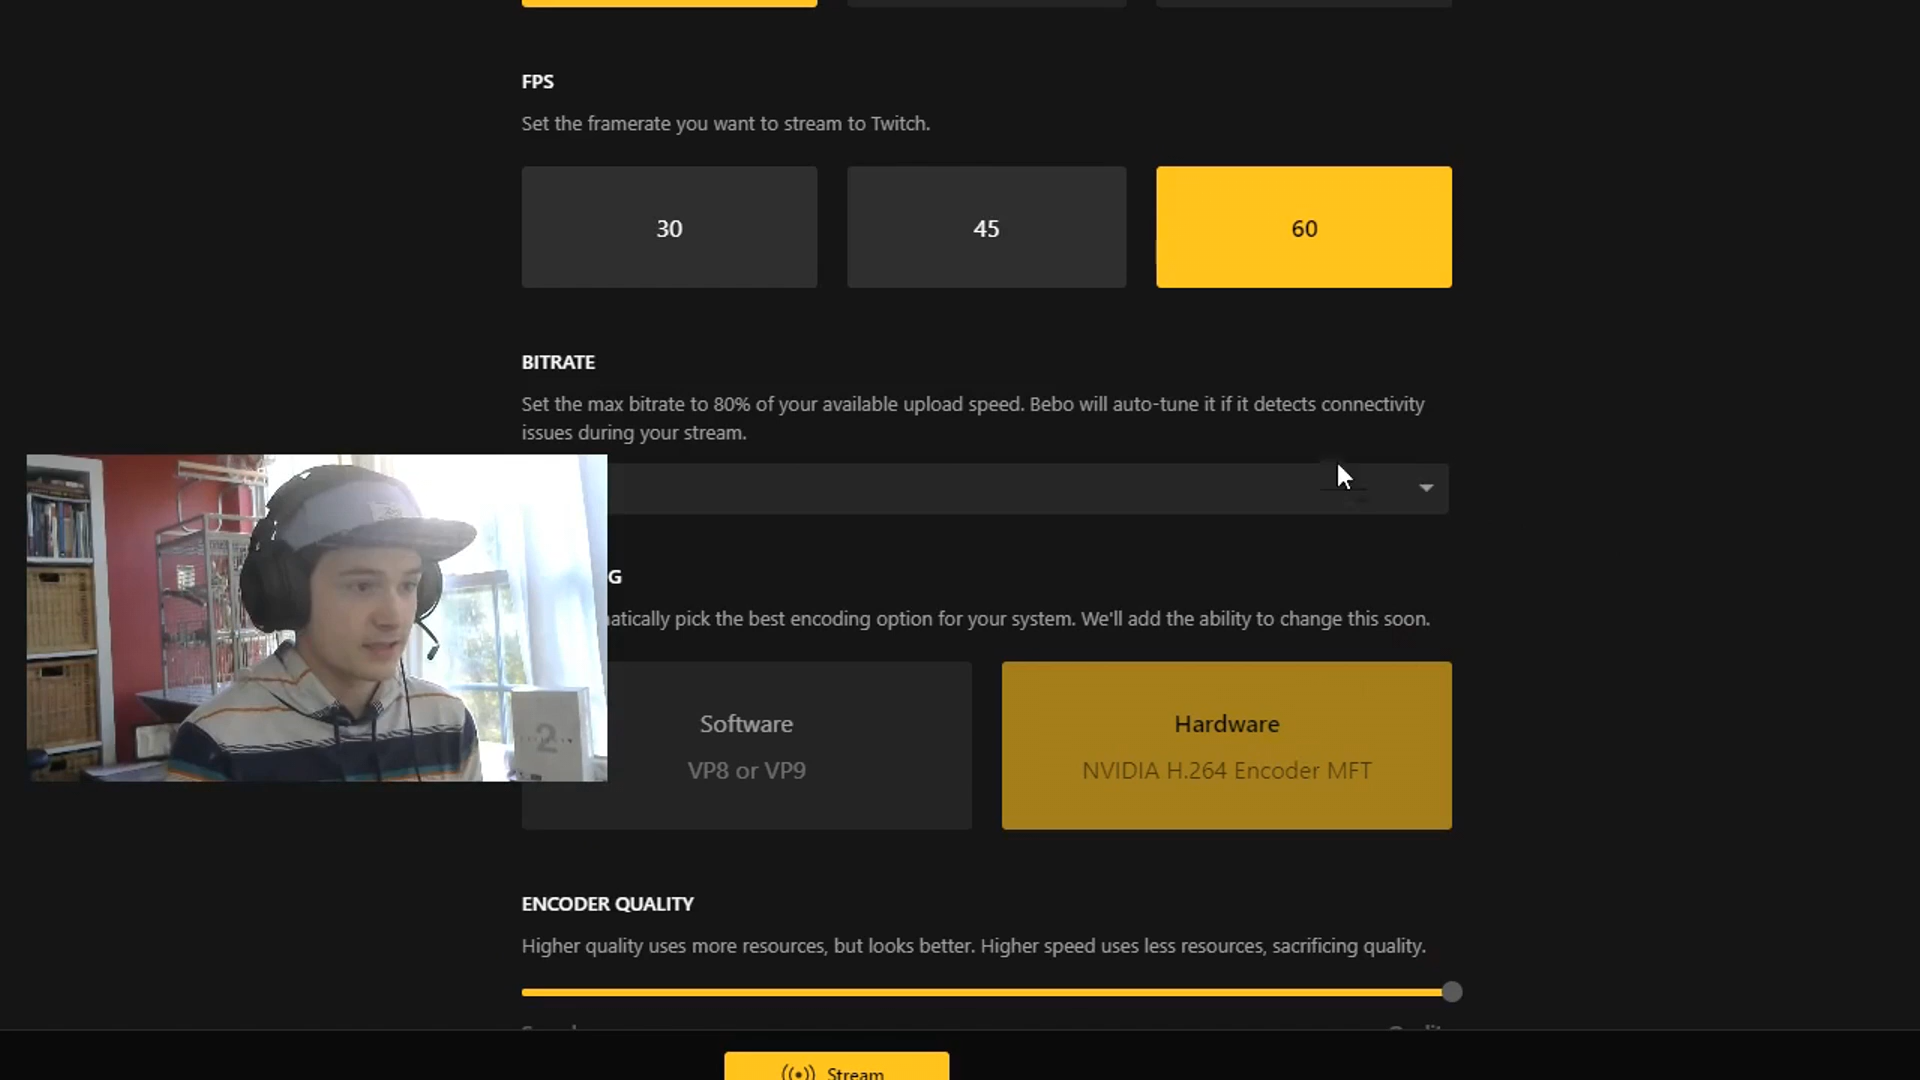 FPS
Set the framerate you want to stream to Twitch.
30
45
60
BITRATE
Set the max bitrate to 80% of your available upload speed. Bebo will auto-tune it if it detects connectivity
issues during your stream.
G
atically pick the best encoding option for your system. We'll add the ability to change this soon.
Software
VP8 or VP9
Hardware
NVIDIA H.264 Encoder MFT
ENCODER QUALITY
Higher quality uses more resources, but looks better. Higher speed uses less resources, sacrificing quality.
Stream
2